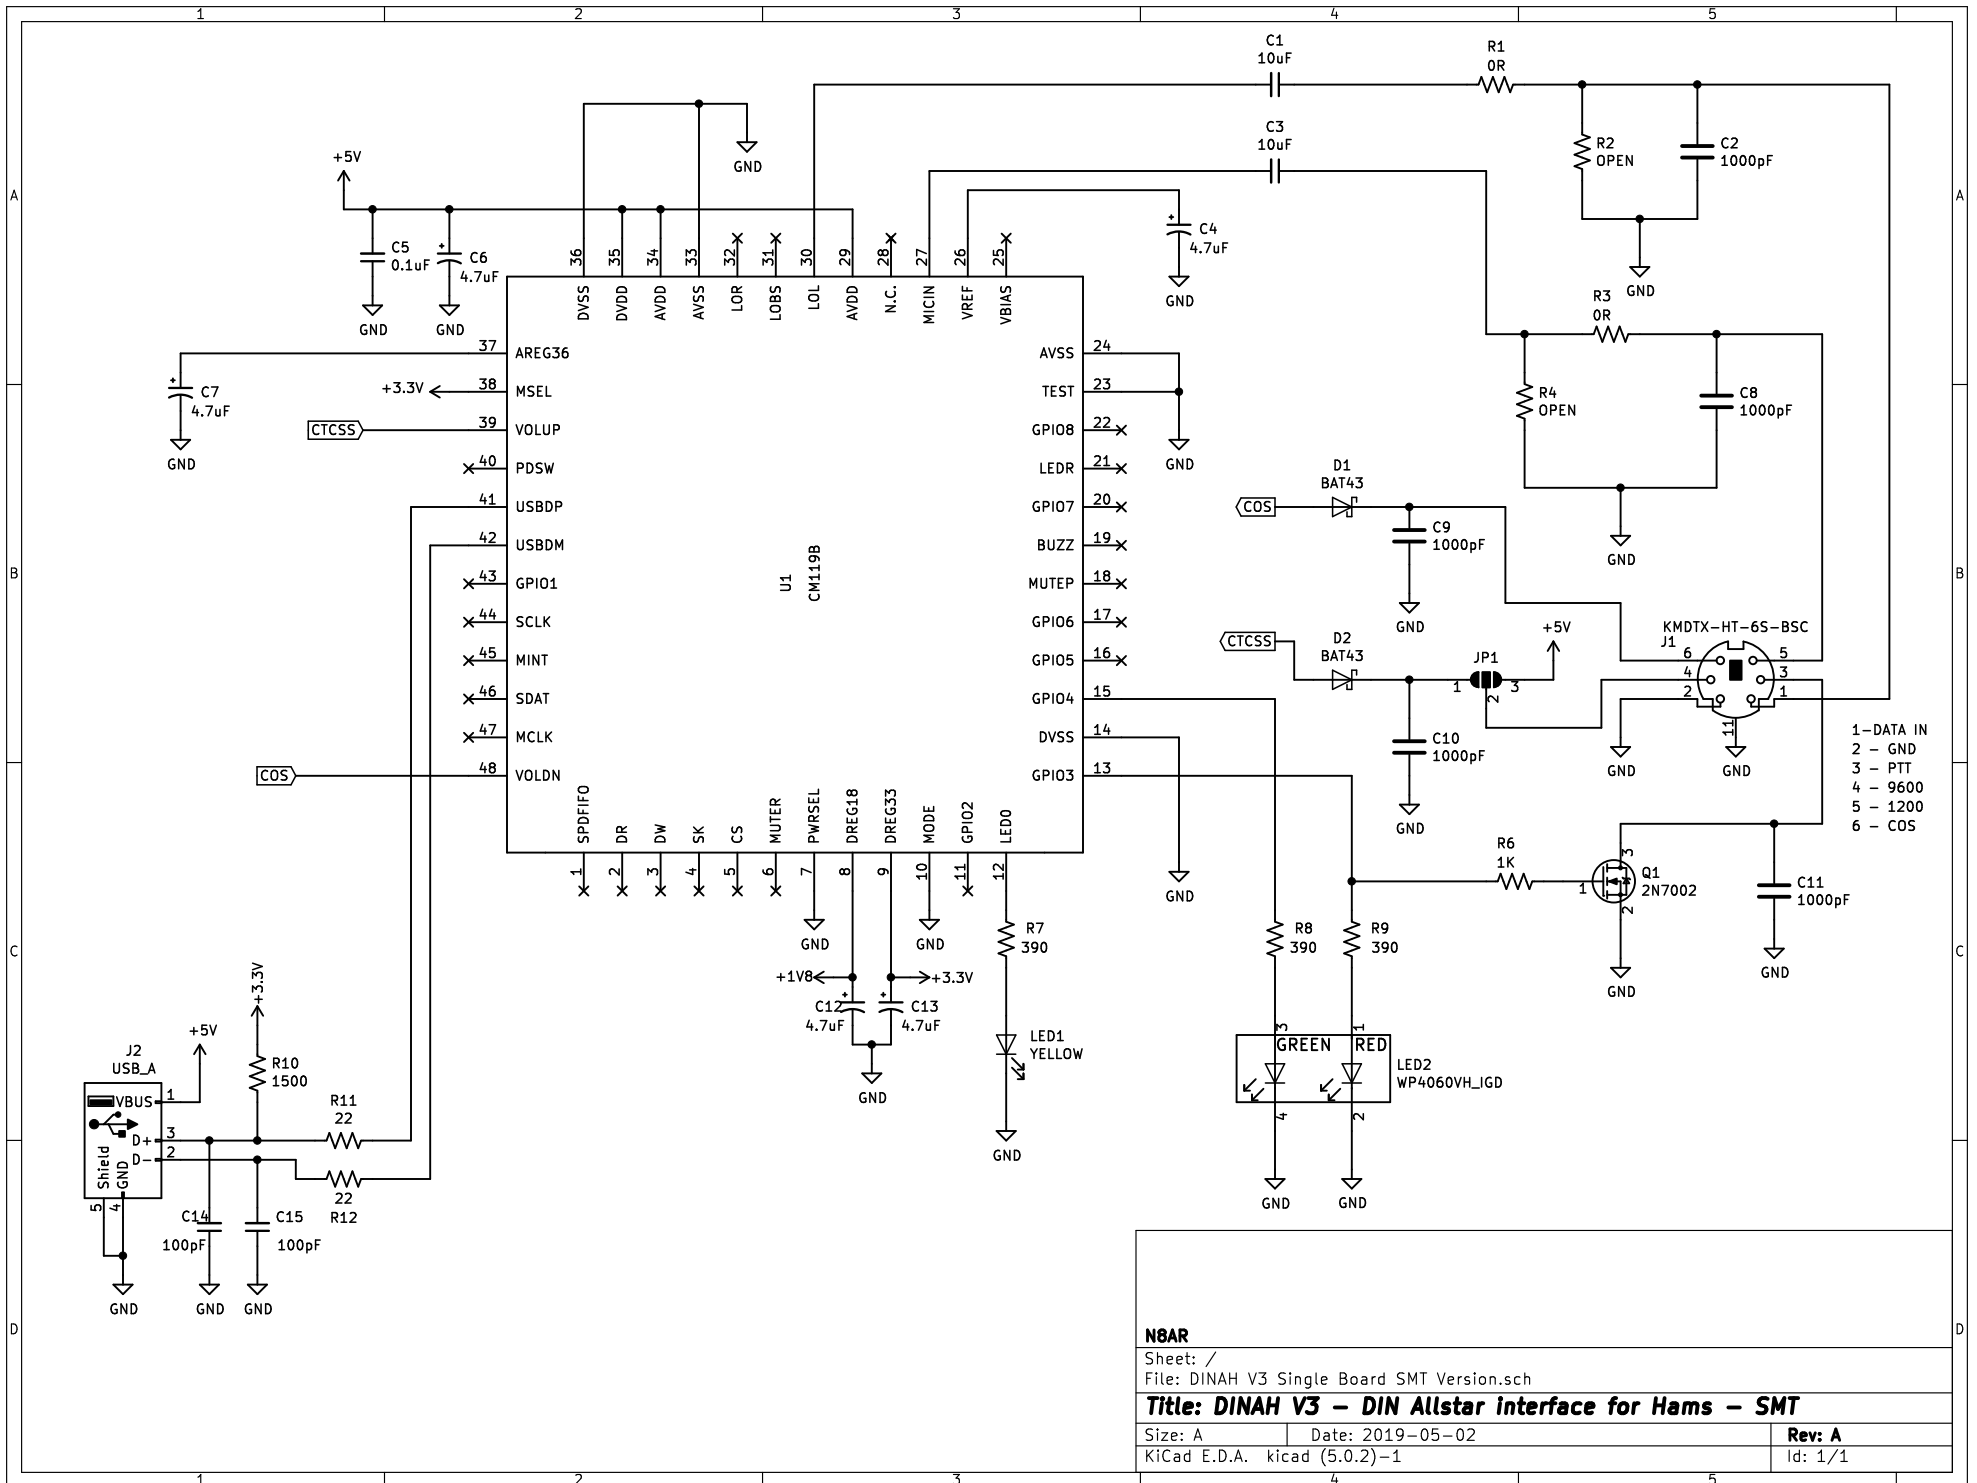 1 2 3 4 5
A
B
C
D
A
B
C
D
1 2 3 4 5
C1
10uF
R1
0R
C3
10uF
R2
OPEN
C2
1000pF
GND
+5V
GND
C5
0.1uF
C6
4.7uF
GND
GND
C4
4.7uF
GND
R3
0R
R4
OPEN
C8
1000pF
GND
36 35 34 33 32 31 30 29 28 27 26 25
DVSS DVDD AVDD AVSS LOR LOBS LOL AVDD N.C. MICIN VREF VBIAS
37 AREG36
38 MSEL
39 VOLUP
40 PDSW
41 USBDP
42 USBDM
43 GPIO1
44 SCLK
45 MINT
46 SDAT
47 MCLK
48 VOLDN
AVSS 24
TEST 23
GPIO8 22
LEDR 21
GPIO7 20
BUZZ 19
MUTEP 18
GPIO6 17
GPIO5 16
GPIO4 15
DVSS 14
GPIO3 13
U1
CM119B
SPDFIFO DR DW SK CS MUTER PWRSEL DREG18 DREG33 MODE GPIO2 LEDO
1 2 3 4 5 6 7 8 9 10 11 12
C7
4.7uF
GND
+3.3V
CTCSS
COS
GND
D1
BAT43
COS
C9
1000pF
GND
D2
BAT43
CTCSS
C10
1000pF
GND
JP1
1 2 3
+5V
KMDTX-HT-6S-BSC
J1
6 5
4 3
2 1
11
GND
GND
1-DATA IN
2 - GND
3 - PTT
4 - 9600
5 - 1200
6 - COS
GND
R6
1K
Q1
2N7002
1
3
2
GND
C11
1000pF
GND
GND
GND
R7
390
R8
390
R9
390
+1V8
+3.3V
C12
4.7uF
C13
4.7uF
GND
LED1
YELLOW
GND
3 1
GREEN RED
LED2
WP4060VH_IGD
4 2
GND
GND
+3.3V
+5V
J2
USB_A
VBUS 1
D+ 3
D- 2
Shield
GND
5 4
R10
1500
R11
22
22
R12
C14
100pF
C15
100pF
GND
GND
GND
N8AR
Sheet: /
File: DINAH V3 Single Board SMT Version.sch
Title: DINAH V3 – DIN Allstar interface for Hams – SMT
Size: A Date: 2019-05-02 Rev: A
KiCad E.D.A. kicad (5.0.2)-1 Id: 1/1